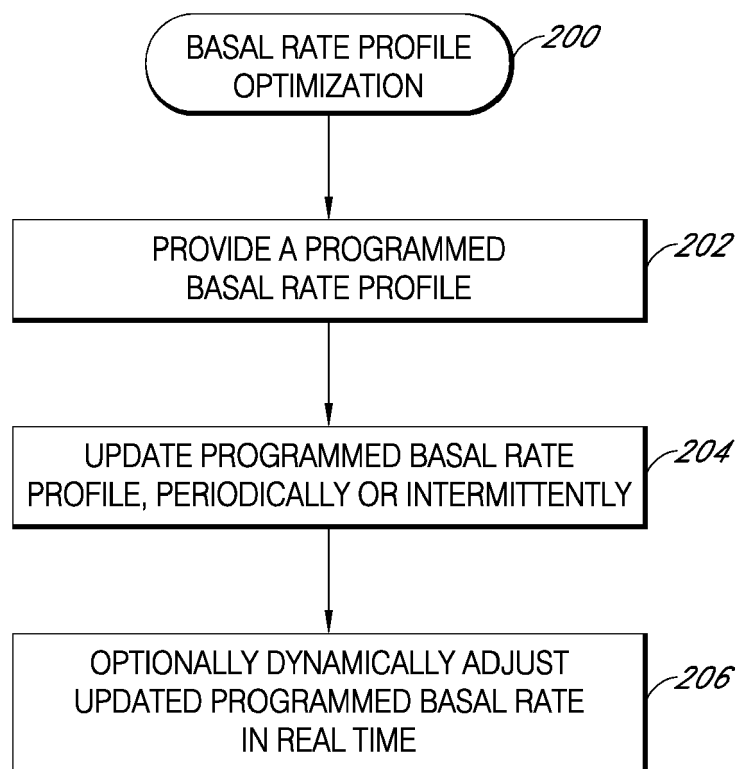 BASAL RATE PROFILE
OPTIMIZATION
200
PROVIDE A PROGRAMMED
BASAL RATE PROFILE
202
UPDATE PROGRAMMED BASAL RATE
PROFILE, PERIODICALLY OR INTERMITTENTLY
204
OPTIONALLY DYNAMICALLY ADJUST
UPDATED PROGRAMMED BASAL RATE
IN REAL TIME
206